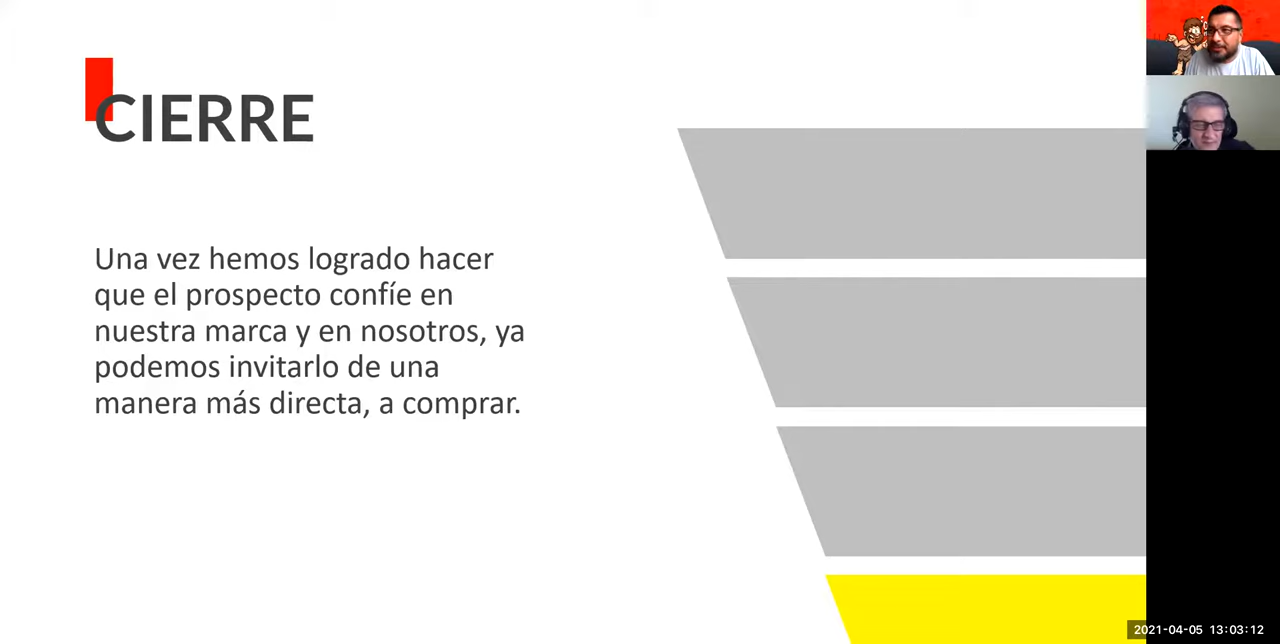 CIERRE
Una vez hemos logrado hacer
que el prospecto confíe en
nuestra marca y en nosotros, ya
podemos invitarlo de una
manera más directa, a comprar.
2021-04-05 13:03:12